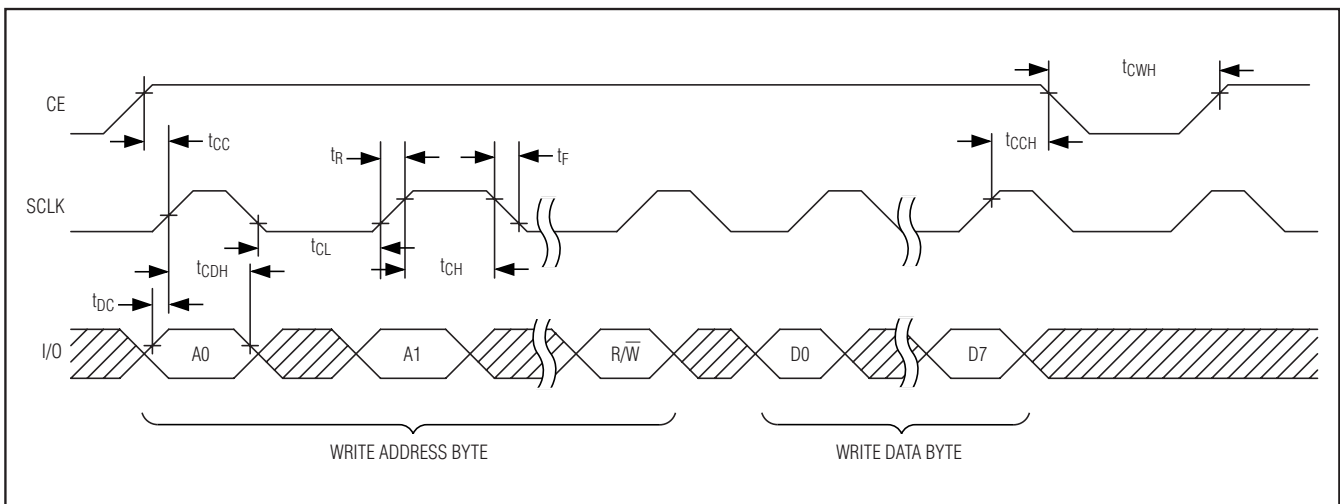 CE
tCWH
tCC
tCCH
tR
tF
SCLK
tCL
tCDH
tCH
tDC
I/O
A0
A1
R/W̅
D0
D7
WRITE ADDRESS BYTE
WRITE DATA BYTE